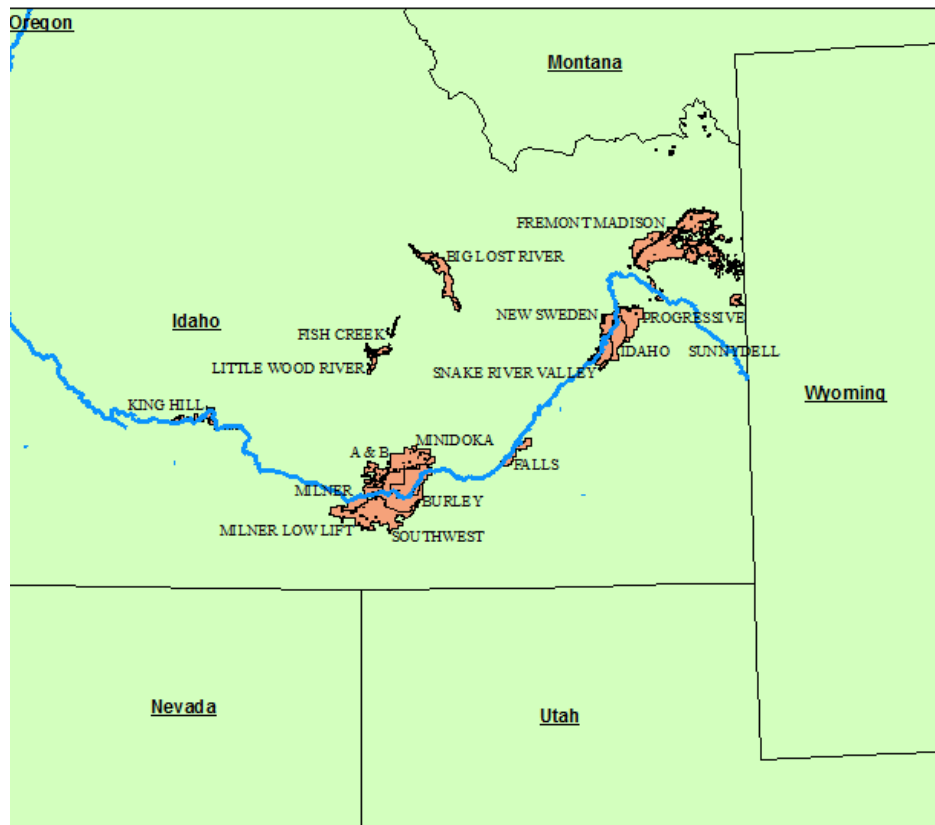 Oregon
Montana
FREMONT MADISON
BIG LOST RIVER
NEW SWEDEN
PROGRESSIVE
Idaho
FISH CREEK
IDAHO
SUNNYDELL
LITTLE WOOD RIVER
SNAKE RIVER VALLEY
Wyoming
KING HILL
MINIDOKA
A & B
FALLS
MILNER
BURLEY
MILNER LOW LIFT
SOUTHWEST
Nevada
Utah